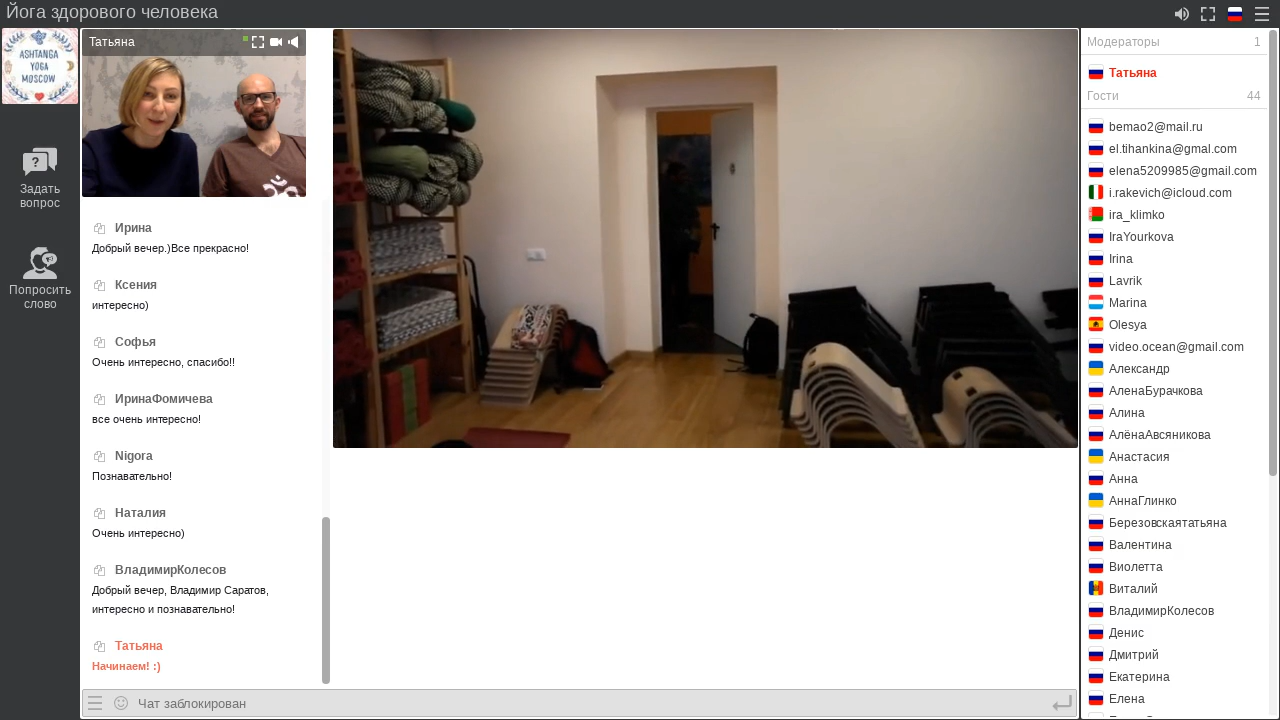 Йога здорового человека
ASHTANGA
YOGA
MOSCOW
Задать
вопрос
Попросить
слово
Татьяна
Ирина
Добрый вечер.)Все прекрасно!
Ксения
интересно)
Софья
Очень интересно, спасибо!!
ИринаФомичева
все очень интересно!
Nigora
Познавательно!
Наталия
Очень интересно)
ВладимирКолесов
Добрый вечер, Владимир Саратов,
интересно и познавательно!
Татьяна
Начинаем! :)
Чат заблокирован
Модераторы 1
Татьяна
Гости 44
bemao2@mail.ru
el.tihankina@gmal.com
elena5209985@gmail.com
i.rakevich@icloud.com
ira_klimko
IraYourkova
Irina
Lavrik
Marina
Olesya
video.ocean@gmail.com
Александр
АленаБурачкова
Алина
АлёнаАвсяникова
Анастасия
Анна
АннаГлинко
Березовскаятатьяна
Валентина
Виолетта
Виталий
ВладимирКолесов
Денис
Дмитрий
Екатерина
Елена